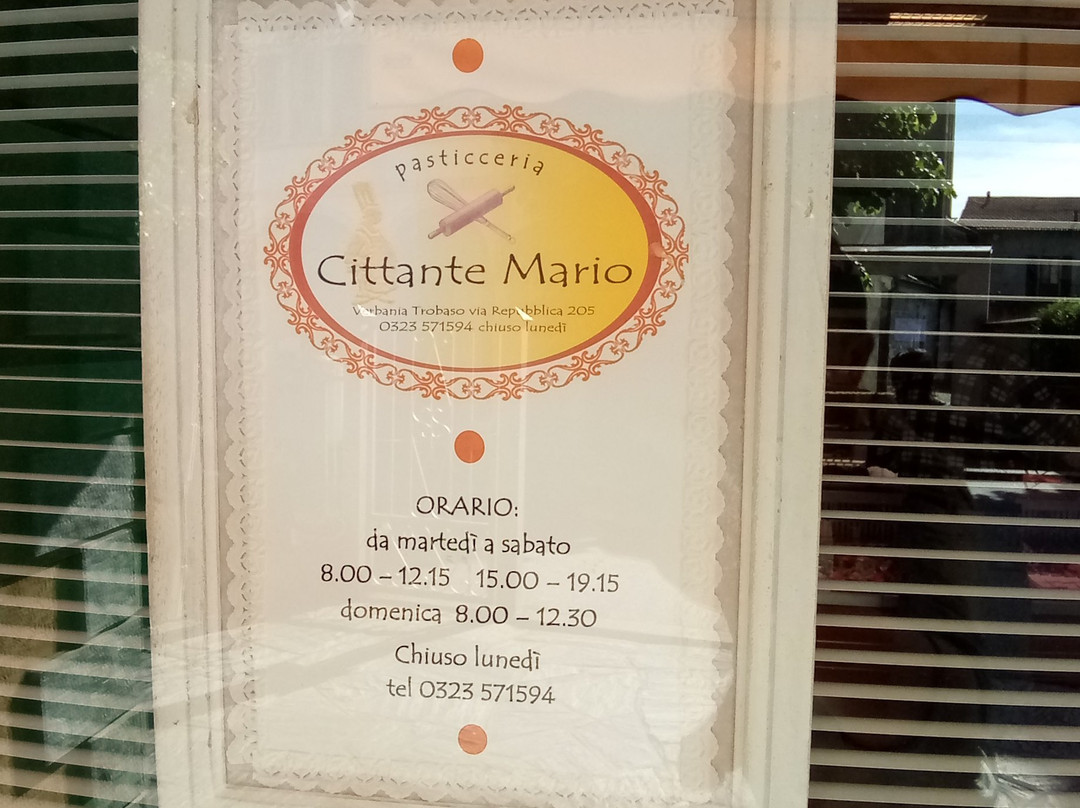 pasticceria
Cittante Mario
Verbania Trobaso via Repubblica 205
0323 571594 chiuso lunedì
ORARIO:
da martedì a sabato
8.00 – 12.15 15.00 – 19.15
domenica 8.00 – 12.30
Chiuso lunedì
tel 0323 571594